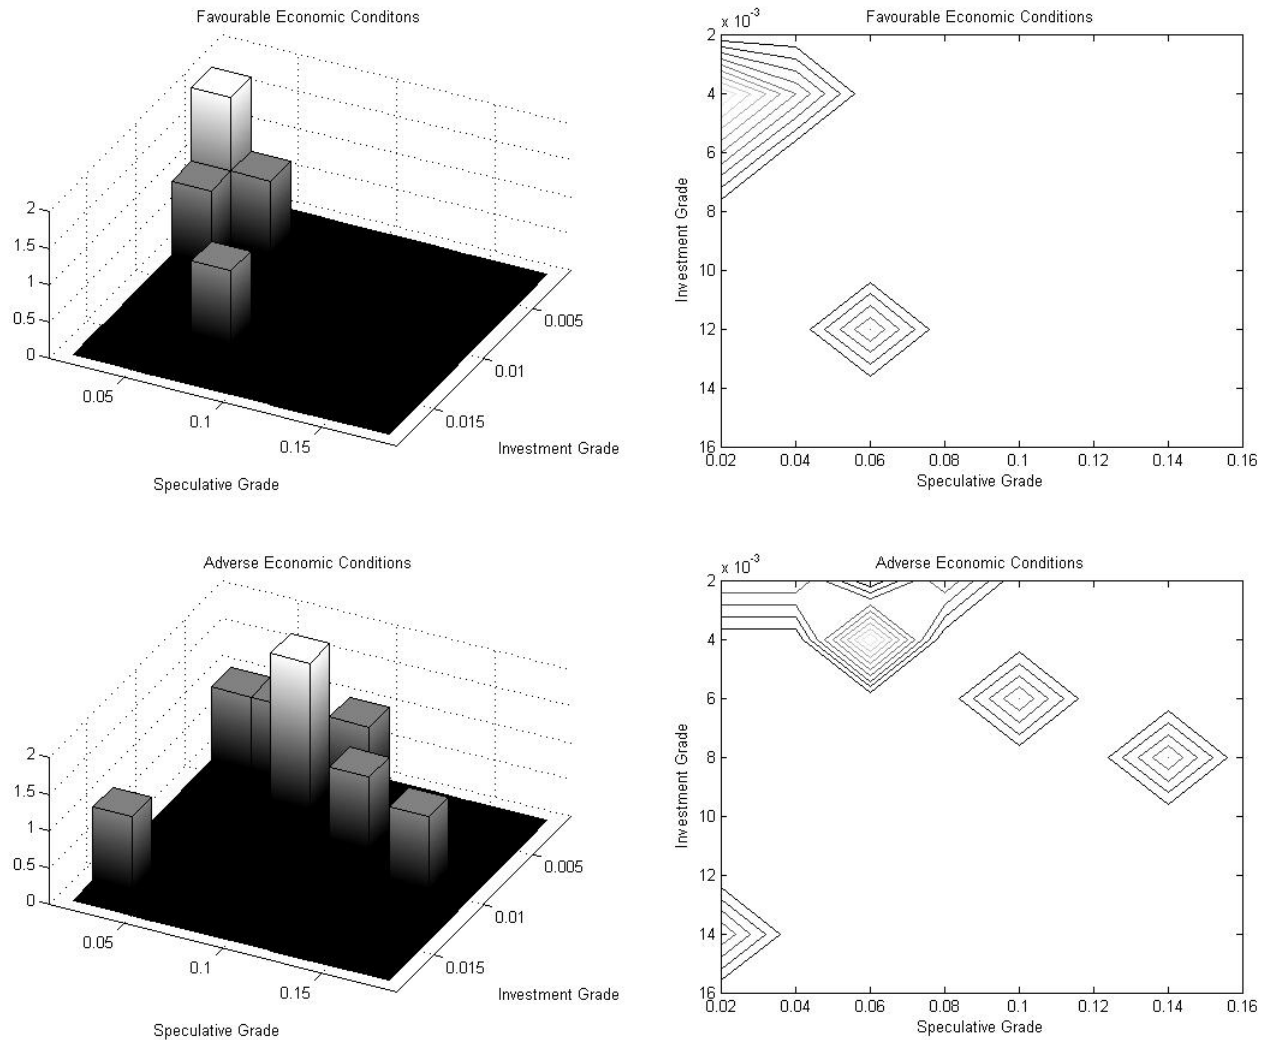 Favourable Economic Conditons
2
1.5
1
0.5
0
0.05
0.1
0.15
0.005
0.01
0.015
Investment Grade
Speculative Grade
x 10-3
Favourable Economic Conditions
2
4
6
8
10
12
14
16
Investment Grade
0.02 0.04 0.06 0.08 0.1 0.12 0.14 0.16
Speculative Grade
Adverse Economic Conditions
2
1.5
1
0.5
0
0.05
0.1
0.15
0.005
0.01
0.015
Investment Grade
Speculative Grade
x 10-3
Adverse Economic Conditions
2
4
6
8
10
12
14
16
Investment Grade
0.02 0.04 0.06 0.08 0.1 0.12 0.14 0.16
Speculative Grade